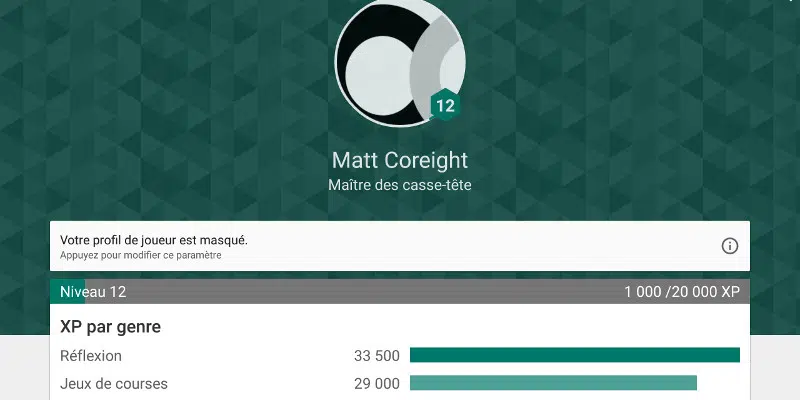 12
Matt Coreight
Maître des casse-tête
Votre profil de joueur est masqué.
Appuyez pour modifier ce paramètre
Niveau 12 1 000 /20 000 XP
XP par genre
Réflexion 33 500
Jeux de courses 29 000